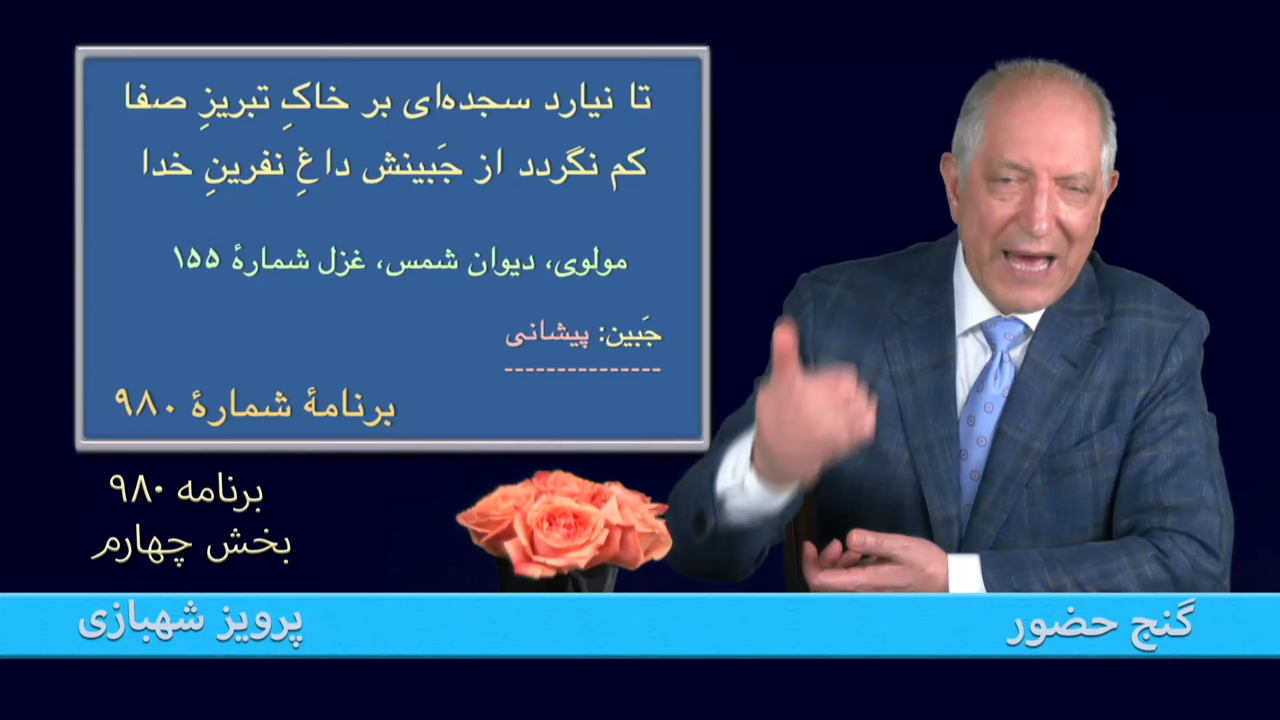 تا نیارد سجده‌ای بر خاکِ تبریزِ صفا
کم نگردد از جَبینش داغِ نفرینِ خدا
مولوی، دیوان شمس، غزل شمارهٔ ۱۵۵
جَبین: پیشانی
---------------
برنامهٔ شمارهٔ ۹۸۰
برنامه ۹۸۰
بخش چهارم
گنج حضور
پرویز شهبازی